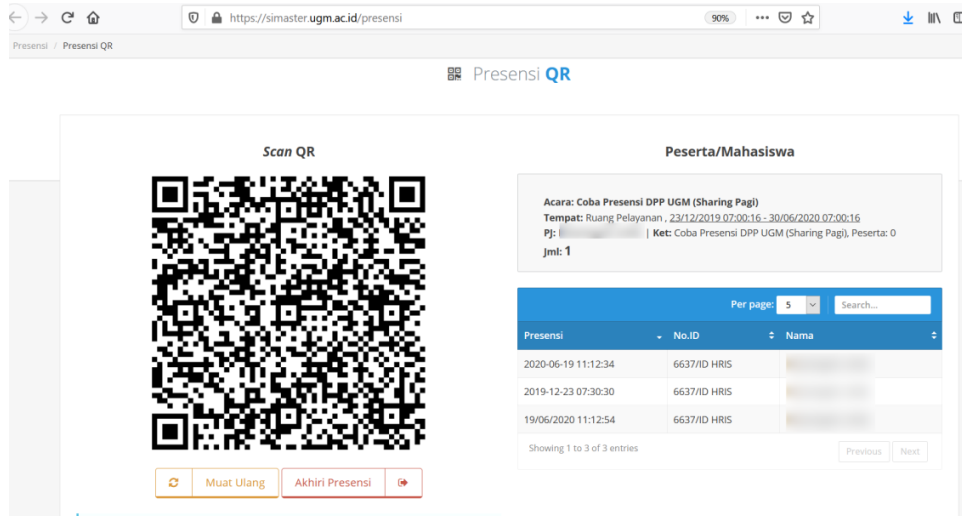 https://simaster.ugm.ac.id/presensi
90%
Presensi / Presensi QR
Presensi QR
Scan QR
Muat Ulang
Akhiri Presensi
Peserta/Mahasiswa
Acara: Coba Presensi DPP UGM (Sharing Pagi)
Tempat: Ruang Pelayanan , 23/12/2019 07:00:16 - 30/06/2020 07:00:16
PJ: | Ket: Coba Presensi DPP UGM (Sharing Pagi), Peserta: 0
Jml: 1
Per page: 5 Search...
Presensi No.ID Nama
2020-06-19 11:12:34 6637/ID HRIS
2019-12-23 07:30:30 6637/ID HRIS
19/06/2020 11:12:54 6637/ID HRIS
Showing 1 to 3 of 3 entries
Previous Next